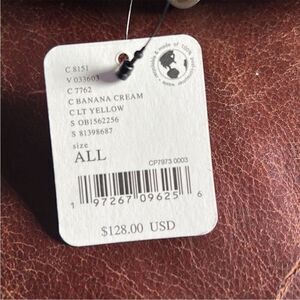 C 8151
V 033603
C 7762
C BANANA CREAM
C LT YELLOW
S OB1562256
S 81398687
size
ALL
CP7973 0003
1 97267 09625 6
$128.00 USD